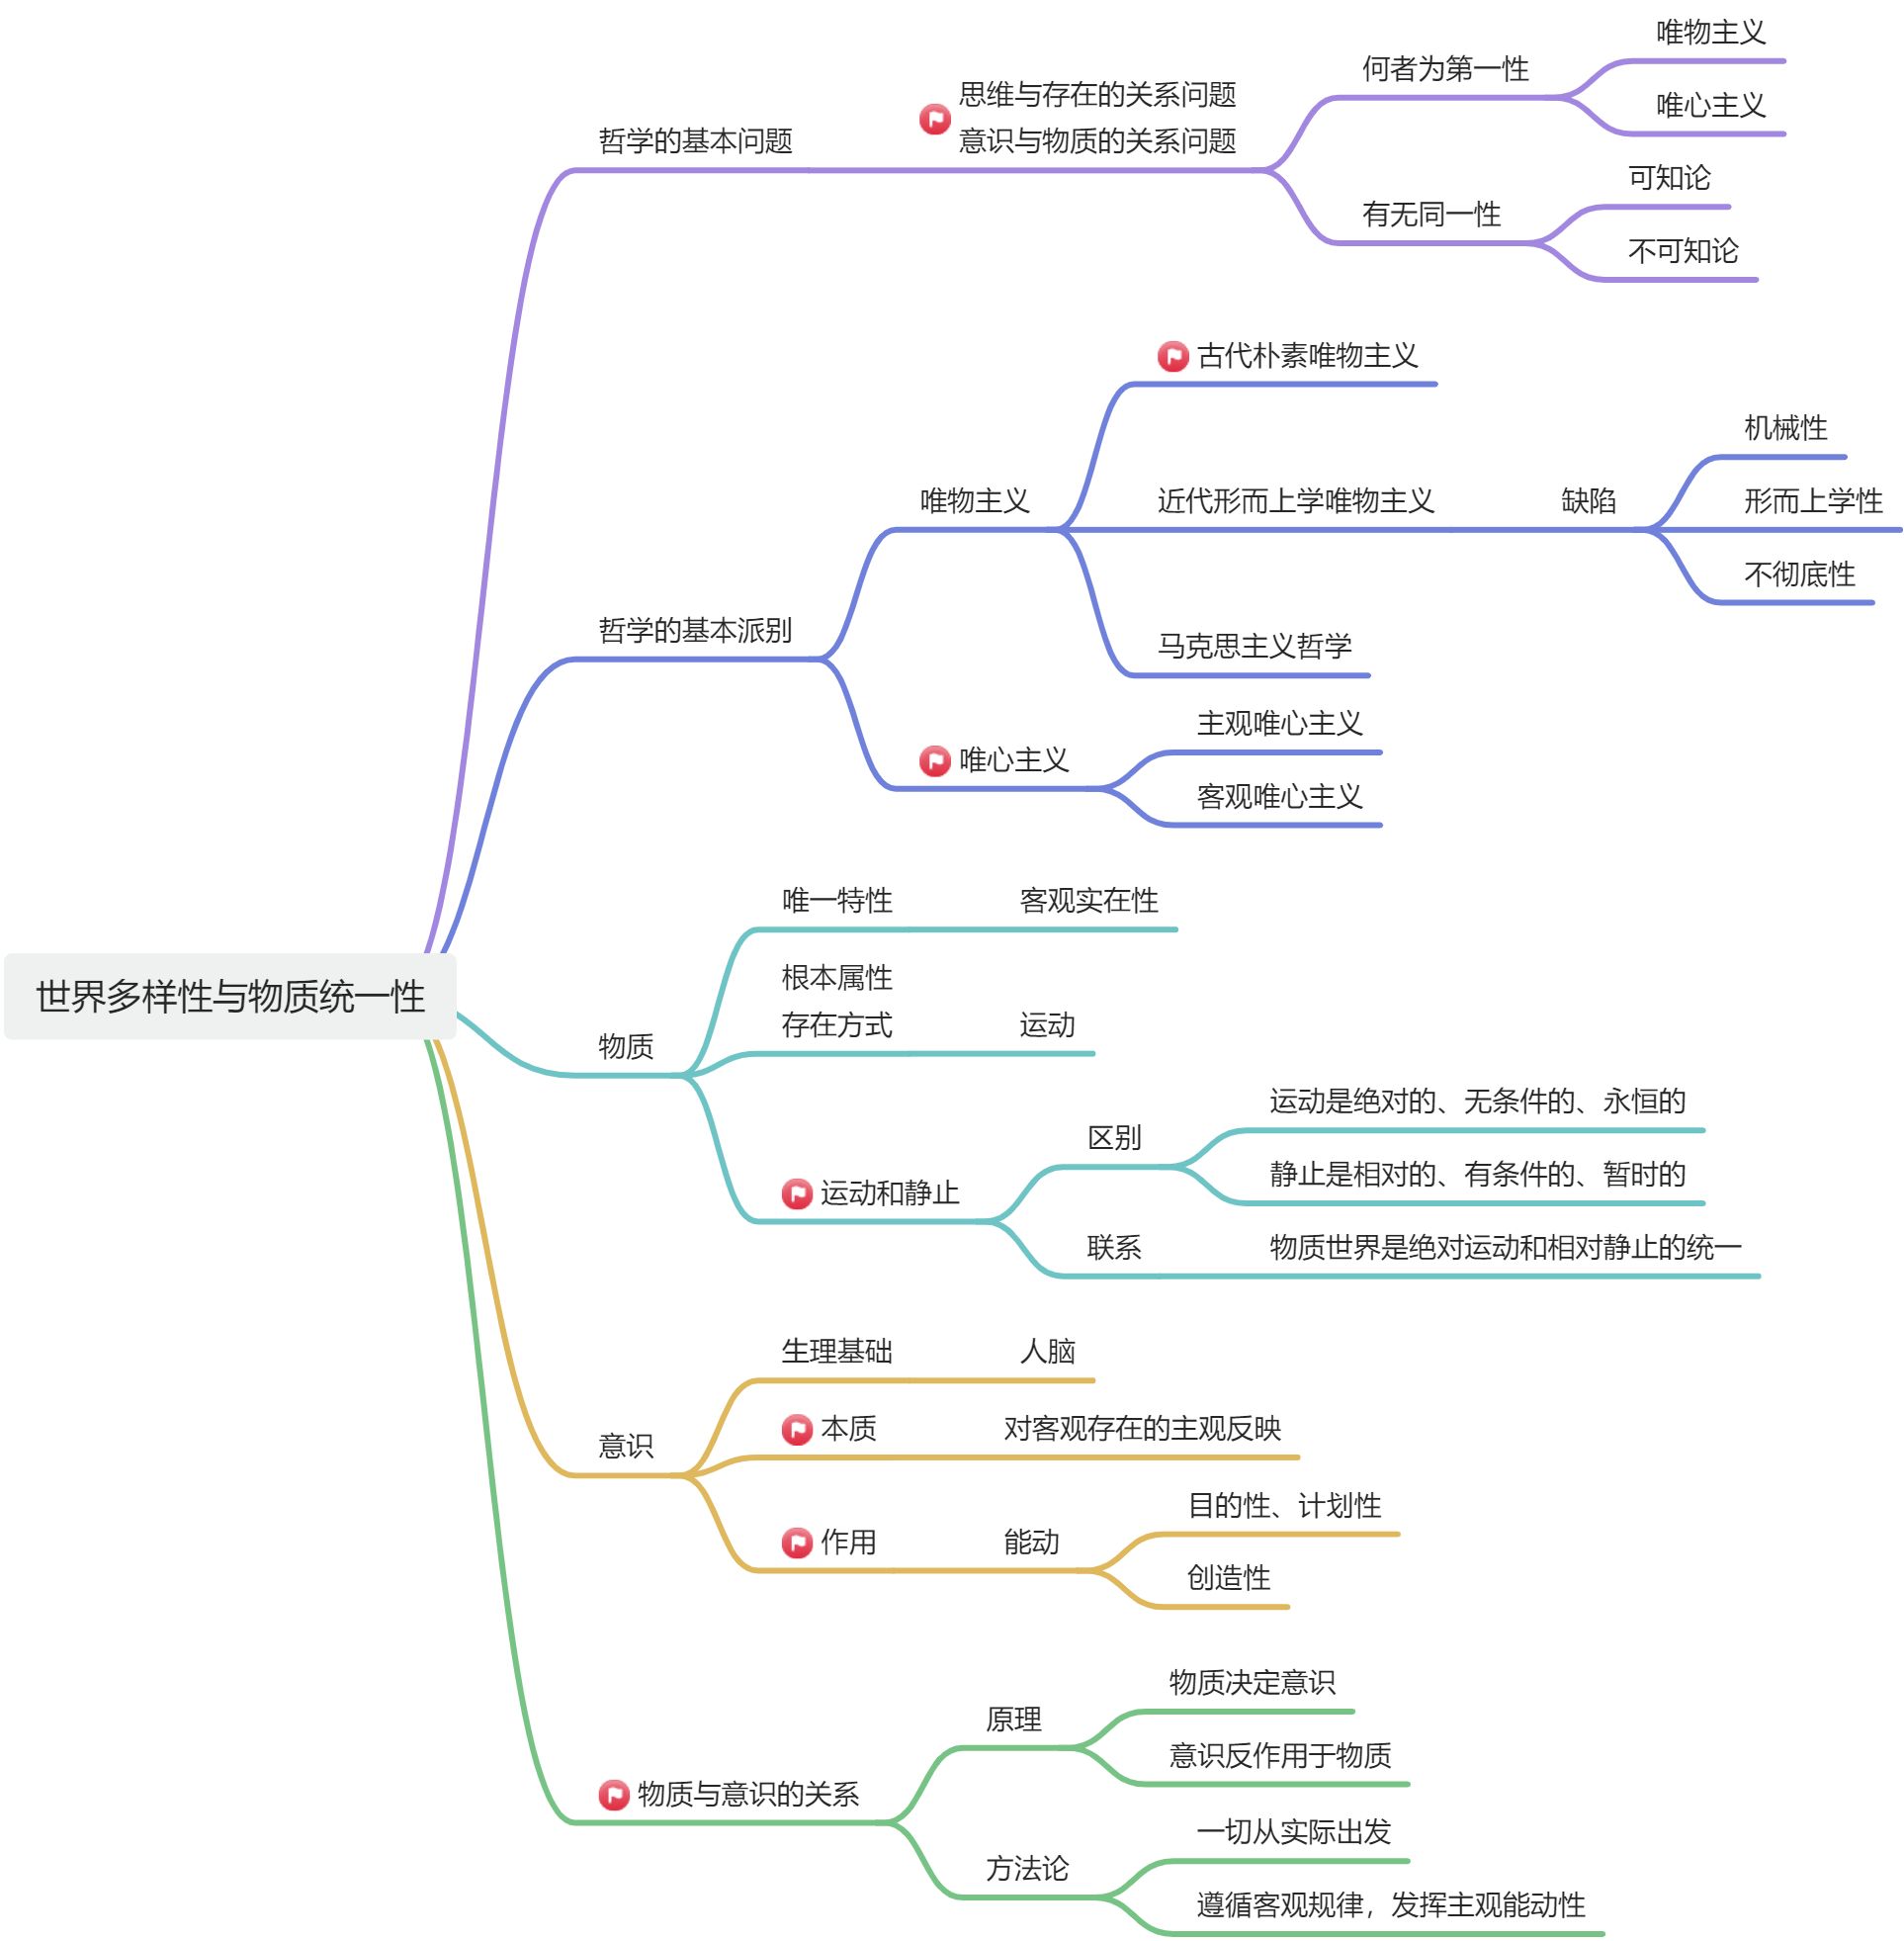 世界多样性与物质统一性
哲学的基本问题
思维与存在的关系问题
意识与物质的关系问题
何者为第一性
唯物主义
唯心主义
有无同一性
可知论
不可知论
哲学的基本派别
唯物主义
古代朴素唯物主义
近代形而上学唯物主义
缺陷
机械性
形而上学性
不彻底性
马克思主义哲学
唯心主义
主观唯心主义
客观唯心主义
物质
唯一特性
客观实在性
根本属性
存在方式
运动
运动和静止
区别
运动是绝对的、无条件的、永恒的
静止是相对的、有条件的、暂时的
联系
物质世界是绝对运动和相对静止的统一
意识
生理基础
人脑
本质
对客观存在的主观反映
作用
能动
目的性、计划性
创造性
物质与意识的关系
原理
物质决定意识
意识反作用于物质
方法论
一切从实际出发
遵循客观规律，发挥主观能动性